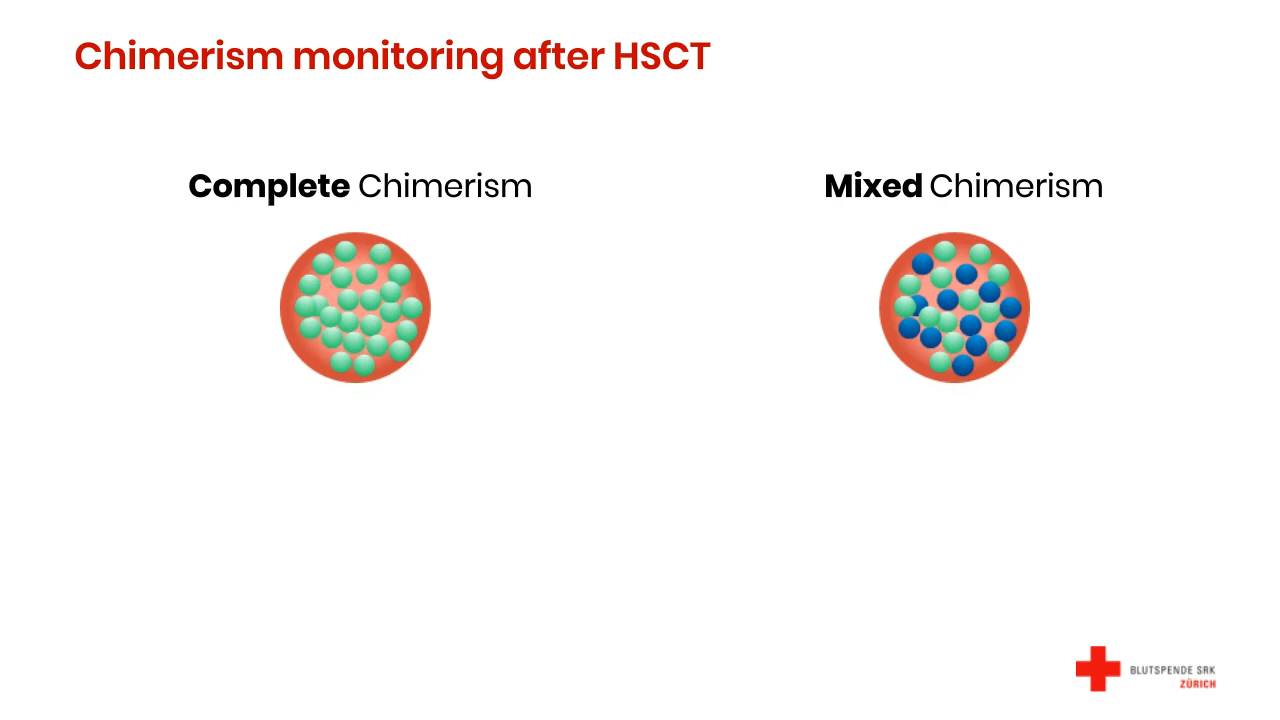 Chimerism monitoring after HSCT
Complete Chimerism
Mixed Chimerism
BLUTSPENDE SRK
ZÜRICH